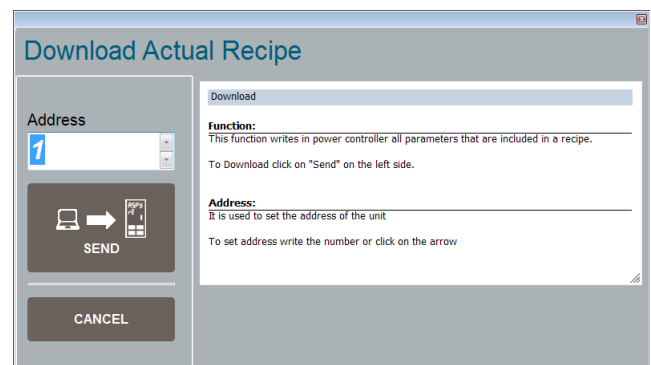 Download Actual Recipe
Address
1
SEND
CANCEL
Download
Function:
This function writes in power controller all parameters that are included in a recipe.
To Download click on "Send" on the left side.
Address:
It is used to set the address of the unit
To set address write the number or click on the arrow